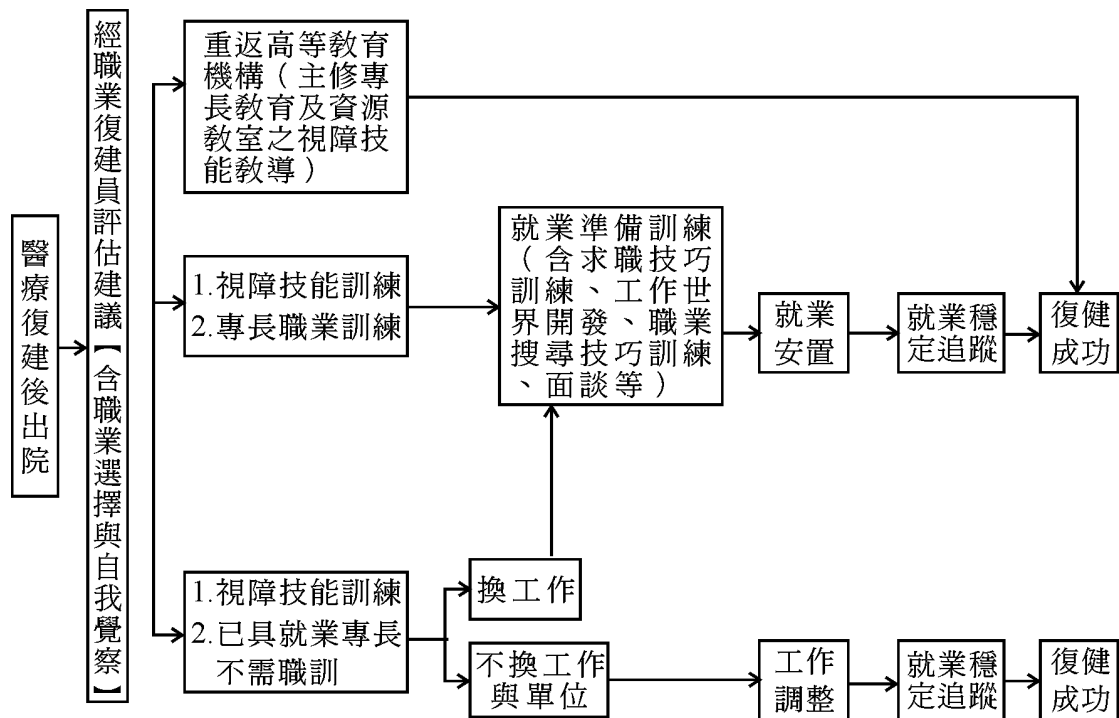 醫療復建後出院
經職業復建員評估建議【含職業選擇與自我覺察】
重返高等教育
機構（主修專
長教育及資源
教室之視障技
能教導）
1.視障技能訓練
2.專長職業訓練
就業準備訓練
（含求職技巧
訓練、工作世
界開發、職業
搜尋技巧訓練
、面談等）
就業
安置
就業穩
定追蹤
復健
成功
1.視障技能訓練
2.已具就業專長
不需職訓
換工作
不換工作
與單位
工作
調整
就業穩
定追蹤
復健
成功